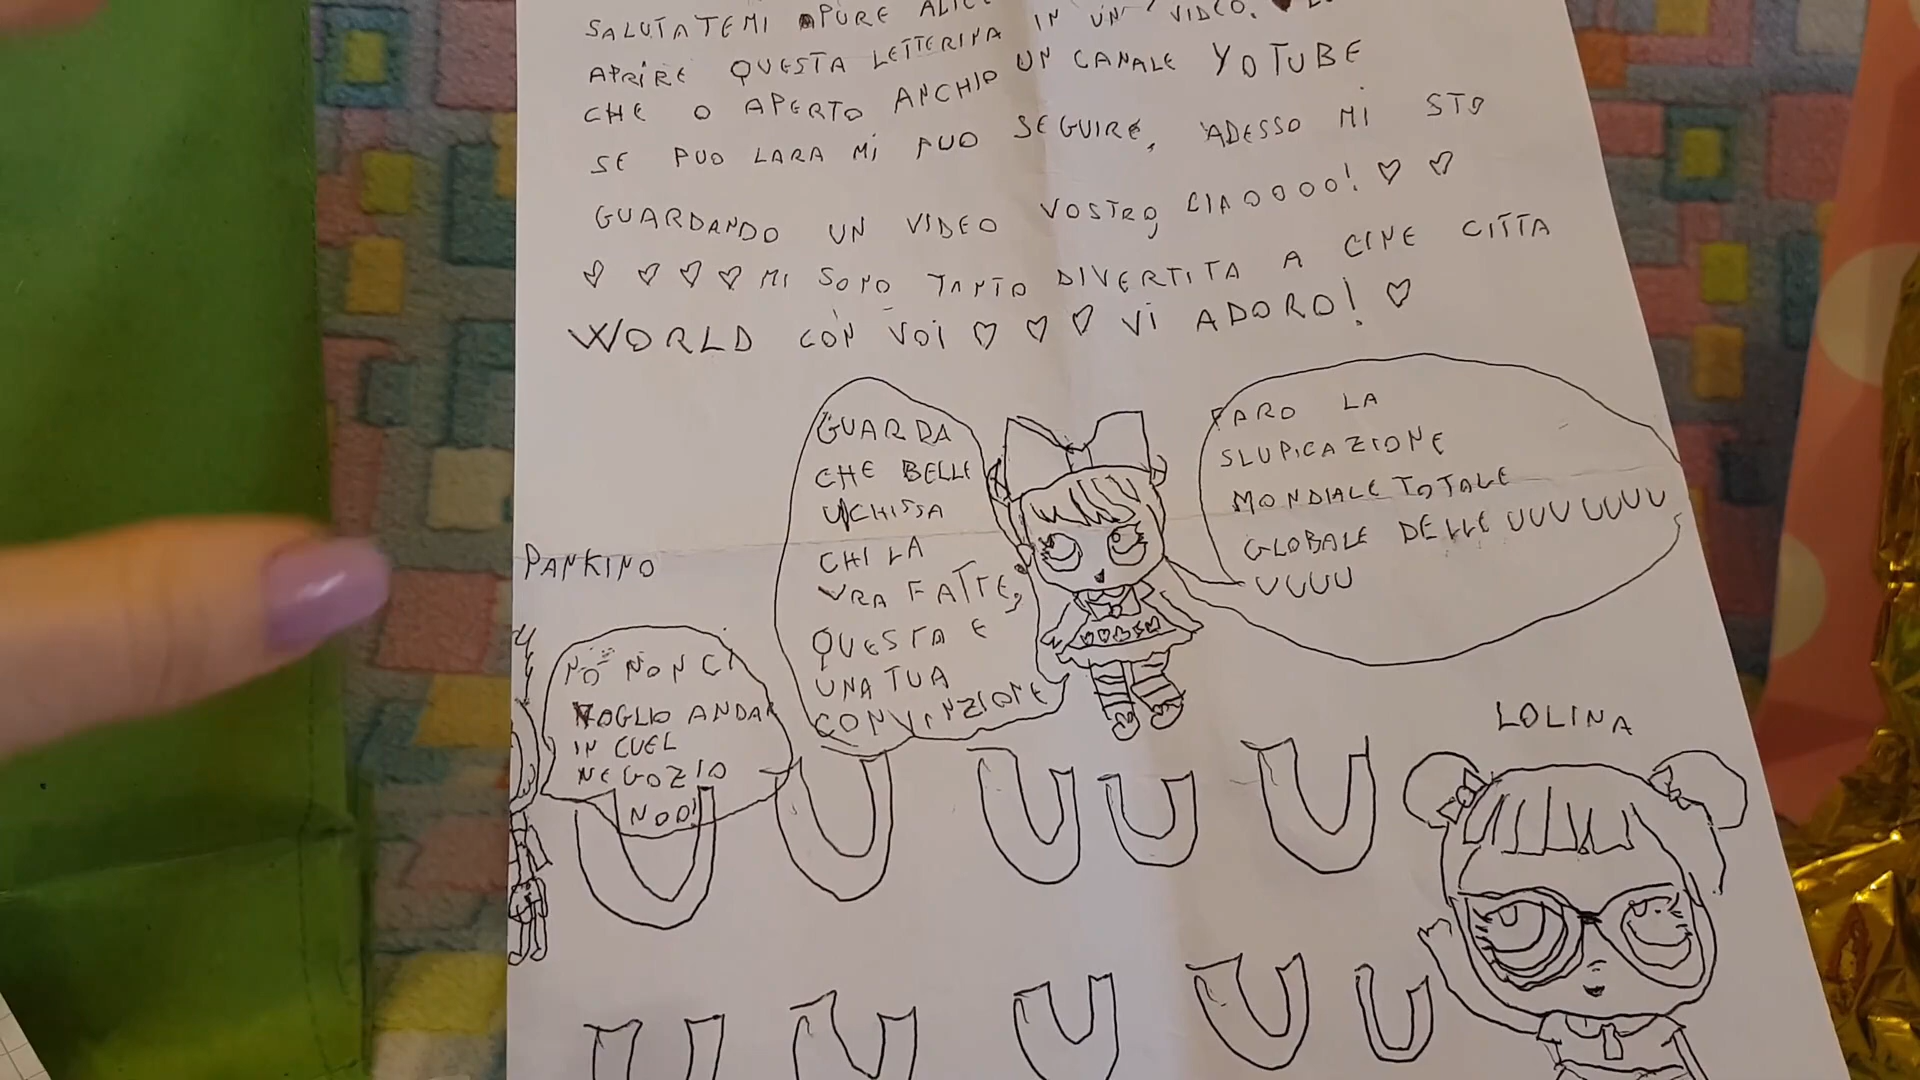 SALUTATEMI PURE
APRIRE QUESTA LETTERINA IN UN VIDEO.
CHE O APERTO ANCHIO UN CANALE YOTUBE
SE PUO LARA MI PUO SEGUIRE, ADESSO MI STO
GUARDANDO UN VIDEO VOSTRO, CIAOOOO! ♡ ♡
♡ ♡ ♡ ♡ MI SONO TANTO DIVERTITA A CINE CITTA
WORLD CON VOI ♡ ♡ ♡ VI ADORO! ♡
GUARDA
CHE BELLE
U CHISSA
CHI LA
VRA FATTE,
QUESTA E
UNA TUA
CONVINZIONE
FARO LA
SLUPICAZIONE
MONDIALE TOTALE
GLOBALE DELLE UUUUUUU
UUUU
PANKINO
NO NON CI
VOGLIO ANDAR
IN CUEL
NEGOZIO
NOO!
LOLINA
U U U U U
U U U U U